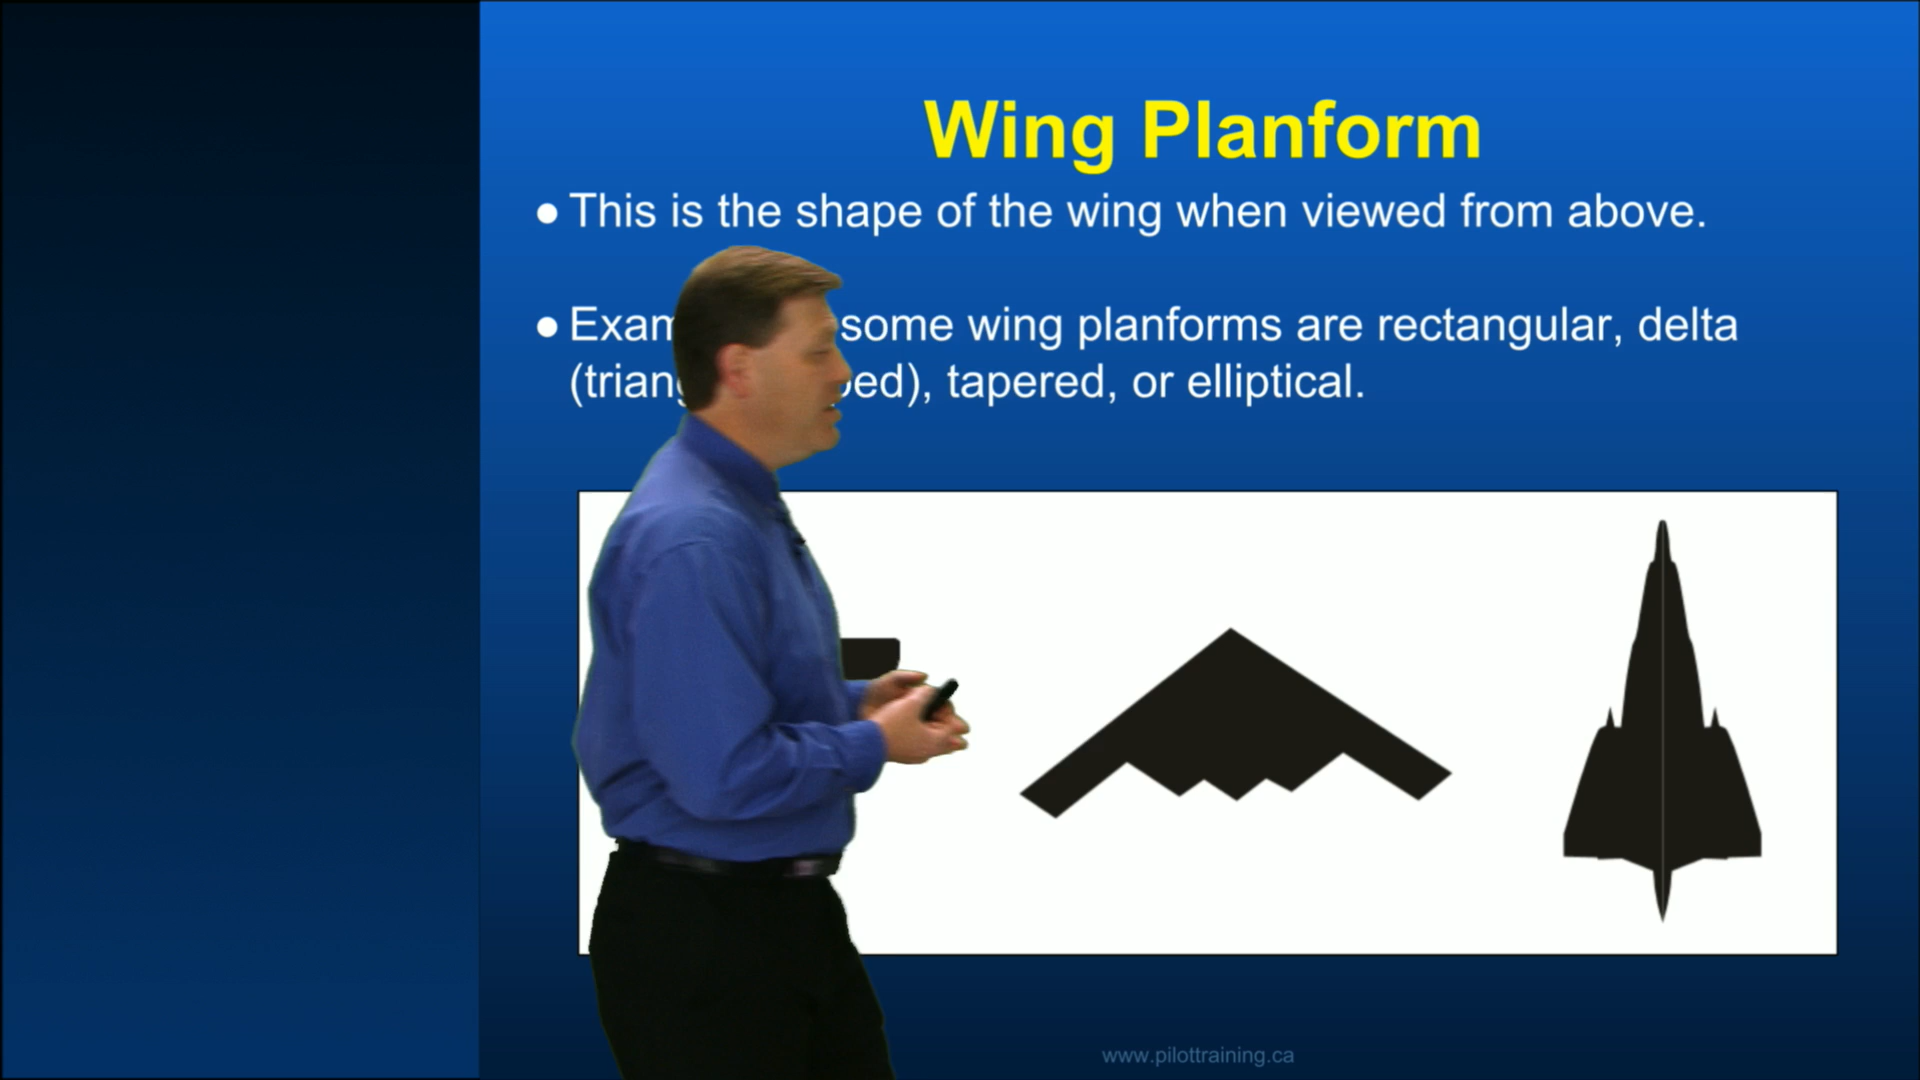 Wing Planform
● This is the shape of the wing when viewed from above.
● Exam some wing planforms are rectangular, delta
(triang ped), tapered, or elliptical.
www.pilottraining.ca